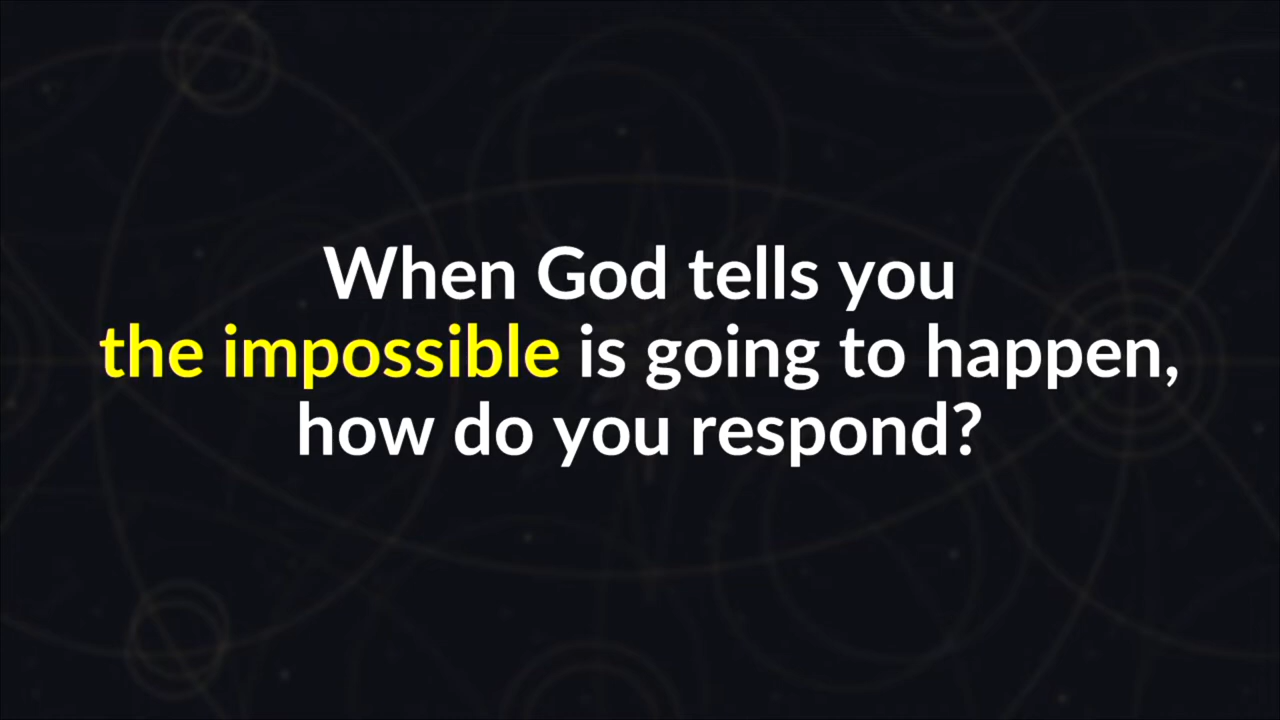 When God tells you
the impossible is going to happen,
how do you respond?